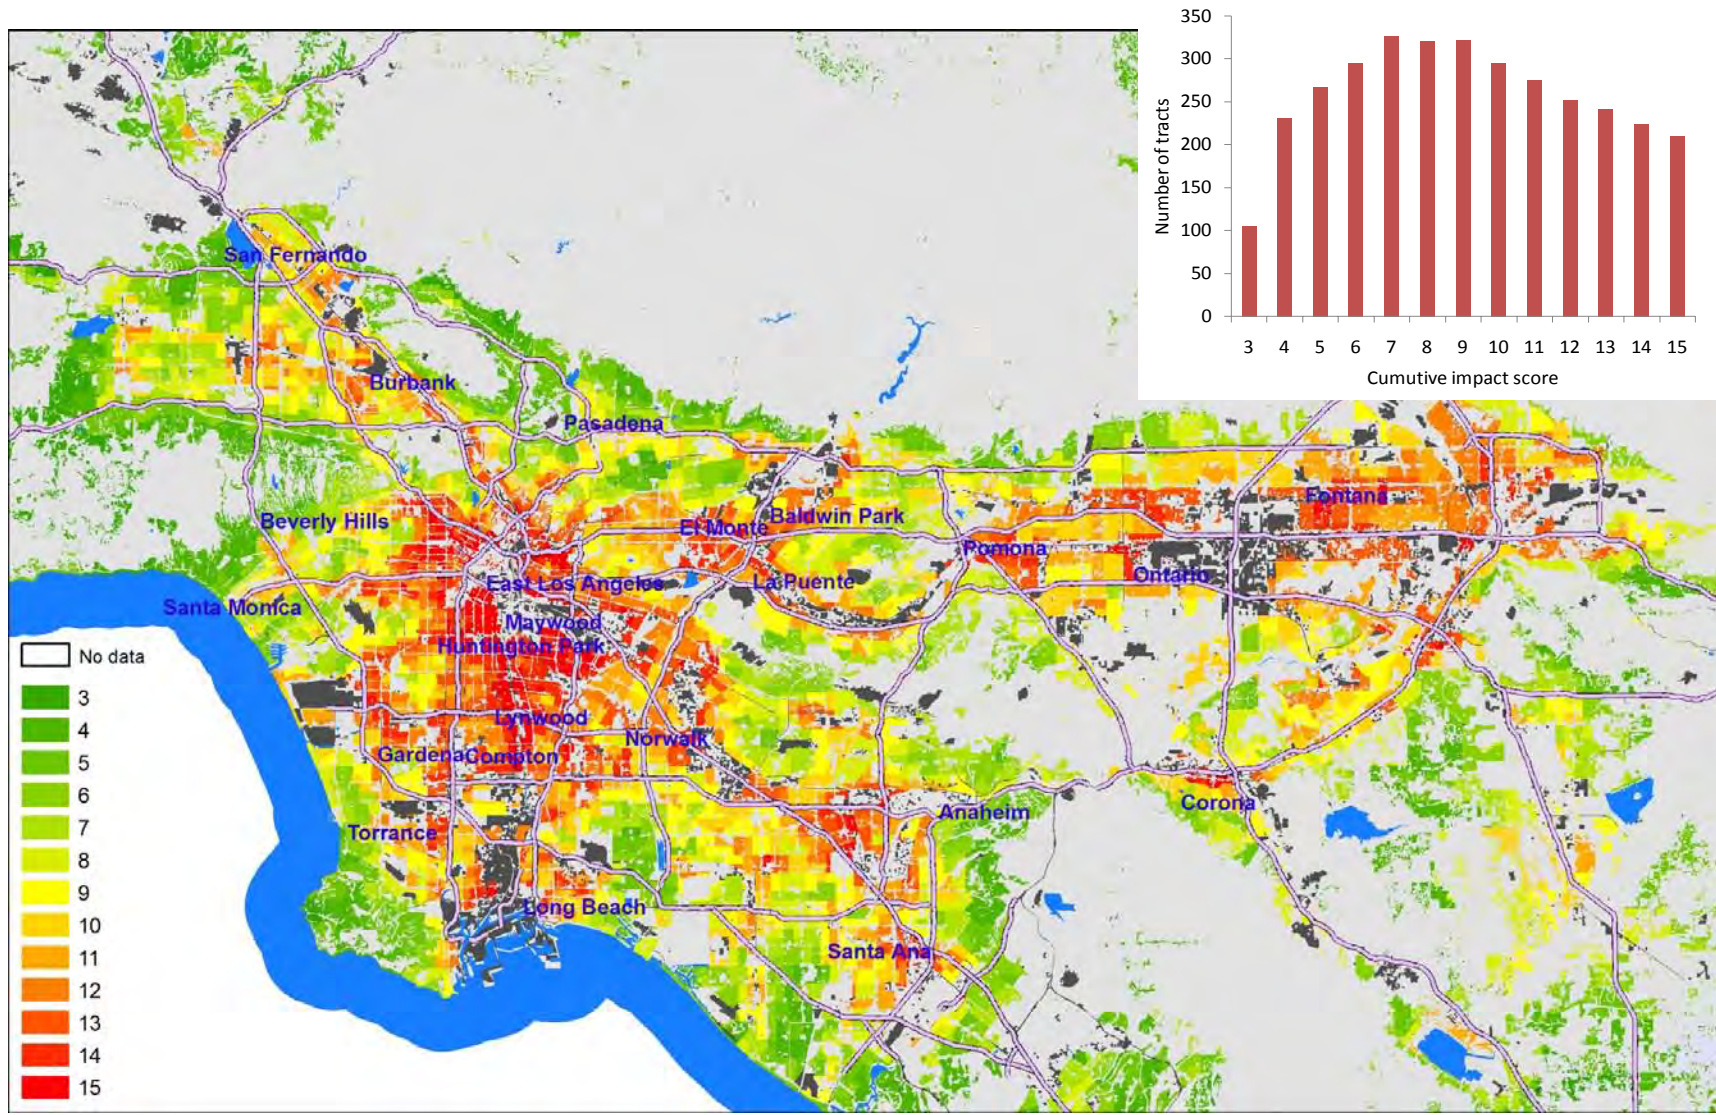 350
300
250
200
150
100
50
0
Number of tracts
3 4 5 6 7 8 9 10 11 12 13 14 15
Cumutive impact score
San Fernando
Burbank
Pasadena
Beverly Hills
El Monte
Baldwin Park
Fontana
Pomona
East Los Angeles
La Puente
Ontario
Santa Monica
Maywood
Huntington Park
Lynwood
Norwalk
Gardena
Compton
Torrance
Anaheim
Corona
Long Beach
Santa Ana
No data
3
4
5
6
7
8
9
10
11
12
13
14
15